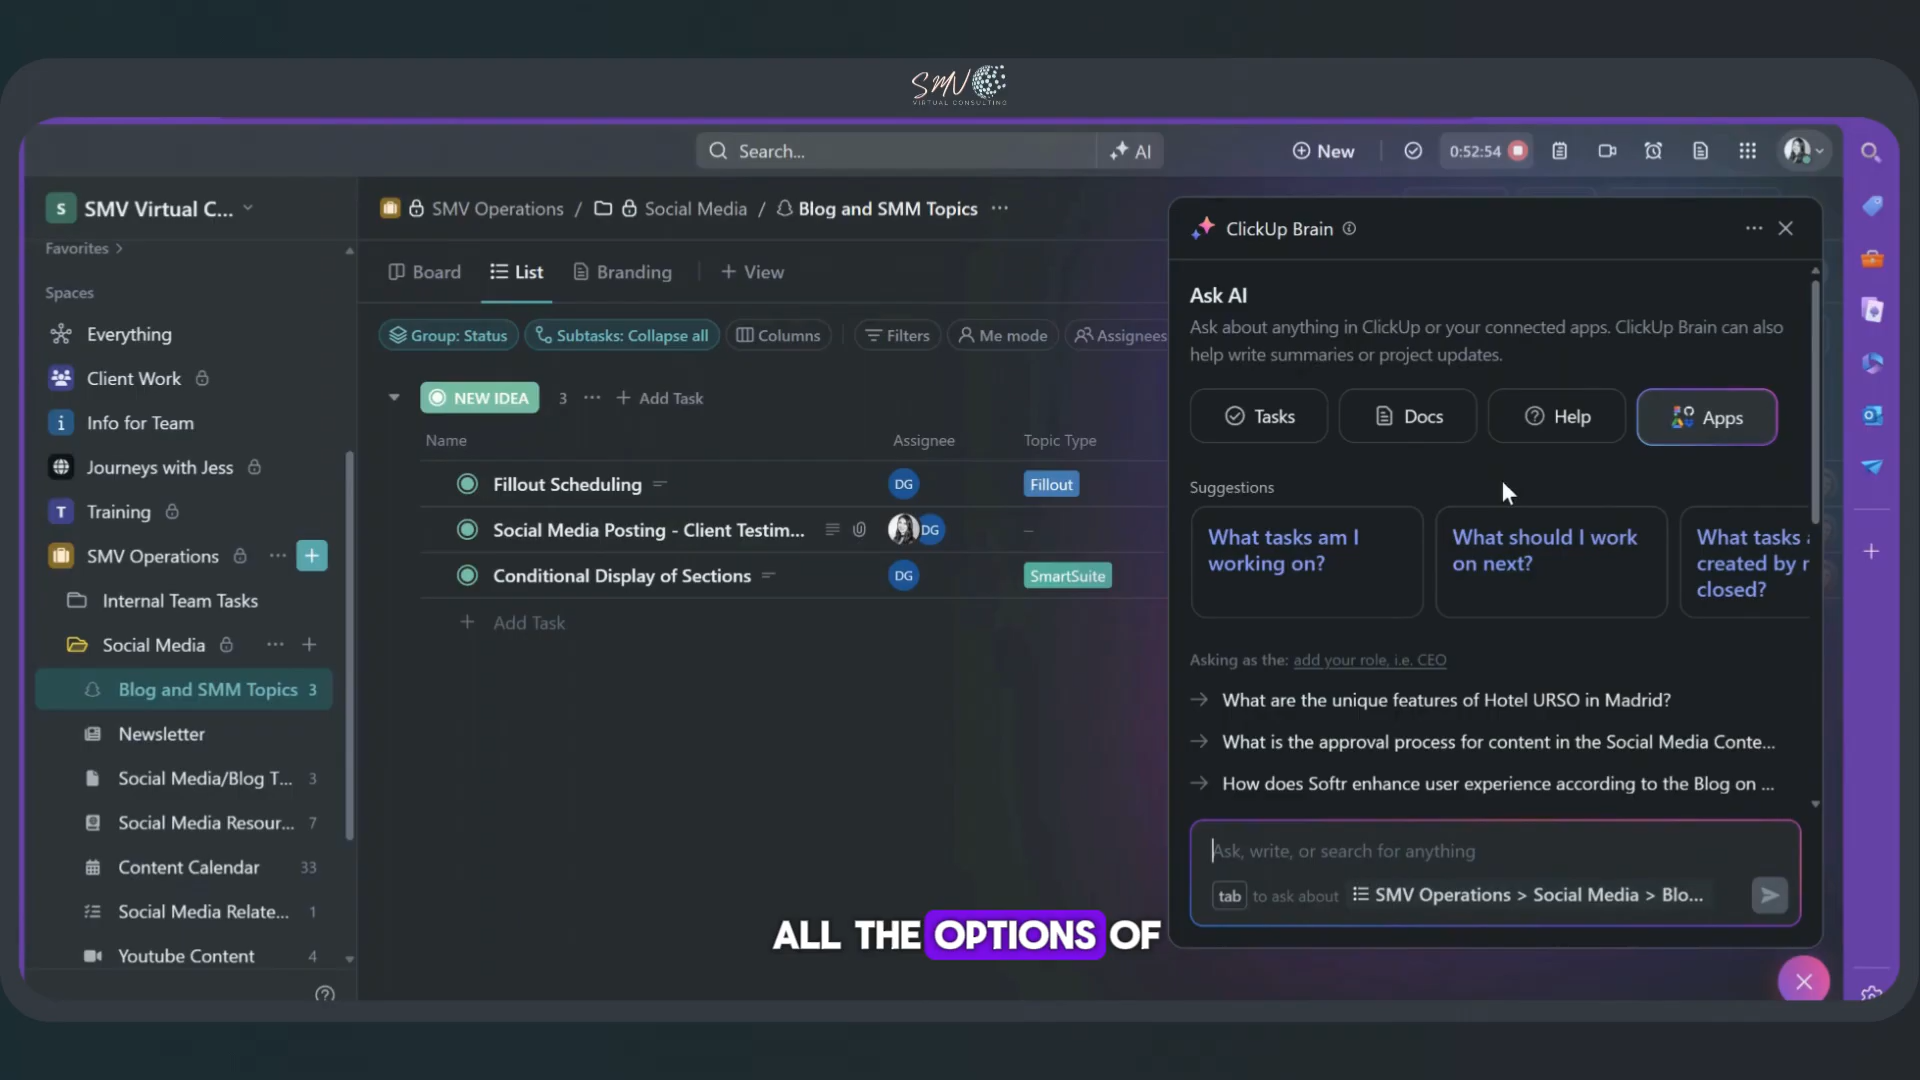 SMV
VIRTUAL CONSULTING
Search...
AI
New
0:52:54
S
SMV Virtual C...
Favorites
Spaces
Everything
Client Work
i
Info for Team
Journeys with Jess
T
Training
SMV Operations
Internal Team Tasks
Social Media
Blog and SMM Topics 3
Newsletter
Social Media/Blog T... 3
Social Media Resour... 7
Content Calendar 33
Social Media Relate... 1
Youtube Content 4
SMV Operations / Social Media / Blog and SMM Topics ...
Board
List
Branding
+ View
Group: Status
Subtasks: Collapse all
Columns
Filters
Me mode
Assignees
NEW IDEA 3 ... + Add Task
Name Assignee Topic Type
Fillout Scheduling DG Fillout
Social Media Posting - Client Testim... DG –
Conditional Display of Sections DG SmartSuite
+ Add Task
ClickUp Brain
Ask AI
Ask about anything in ClickUp or your connected apps. ClickUp Brain can also
help write summaries or project updates.
Tasks
Docs
Help
Apps
Suggestions
What tasks am I
working on?
What should I work
on next?
What tasks
created by
closed?
Asking as the: add your role, i.e. CEO
What are the unique features of Hotel URSO in Madrid?
What is the approval process for content in the Social Media Conte...
How does Softr enhance user experience according to the Blog on ...
Ask, write, or search for anything
tab to ask about SMV Operations > Social Media > Blo...
ALL THE OPTIONS OF